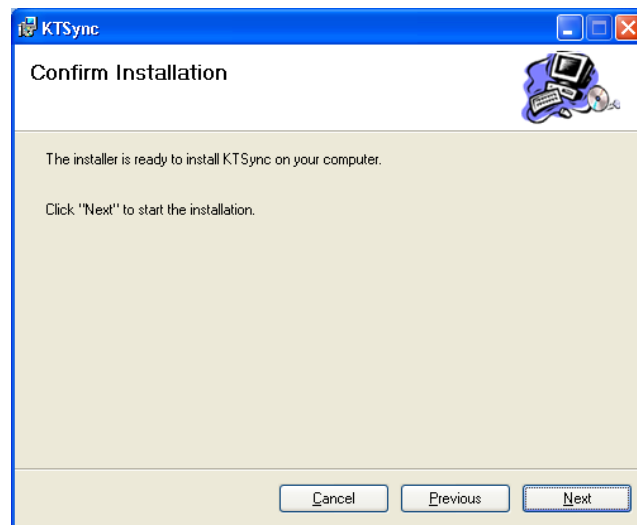 KTSync
Confirm Installation
The installer is ready to install KTSync on your computer.
Click "Next" to start the installation.
Cancel Previous Next